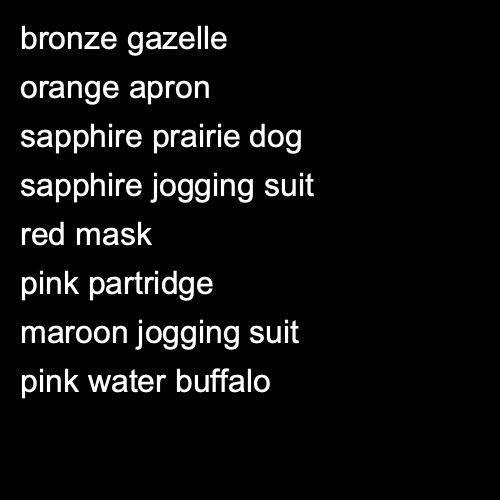 bronze gazelle
orange apron
sapphire prairie dog
sapphire jogging suit
red mask
pink partridge
maroon jogging suit
pink water buffalo